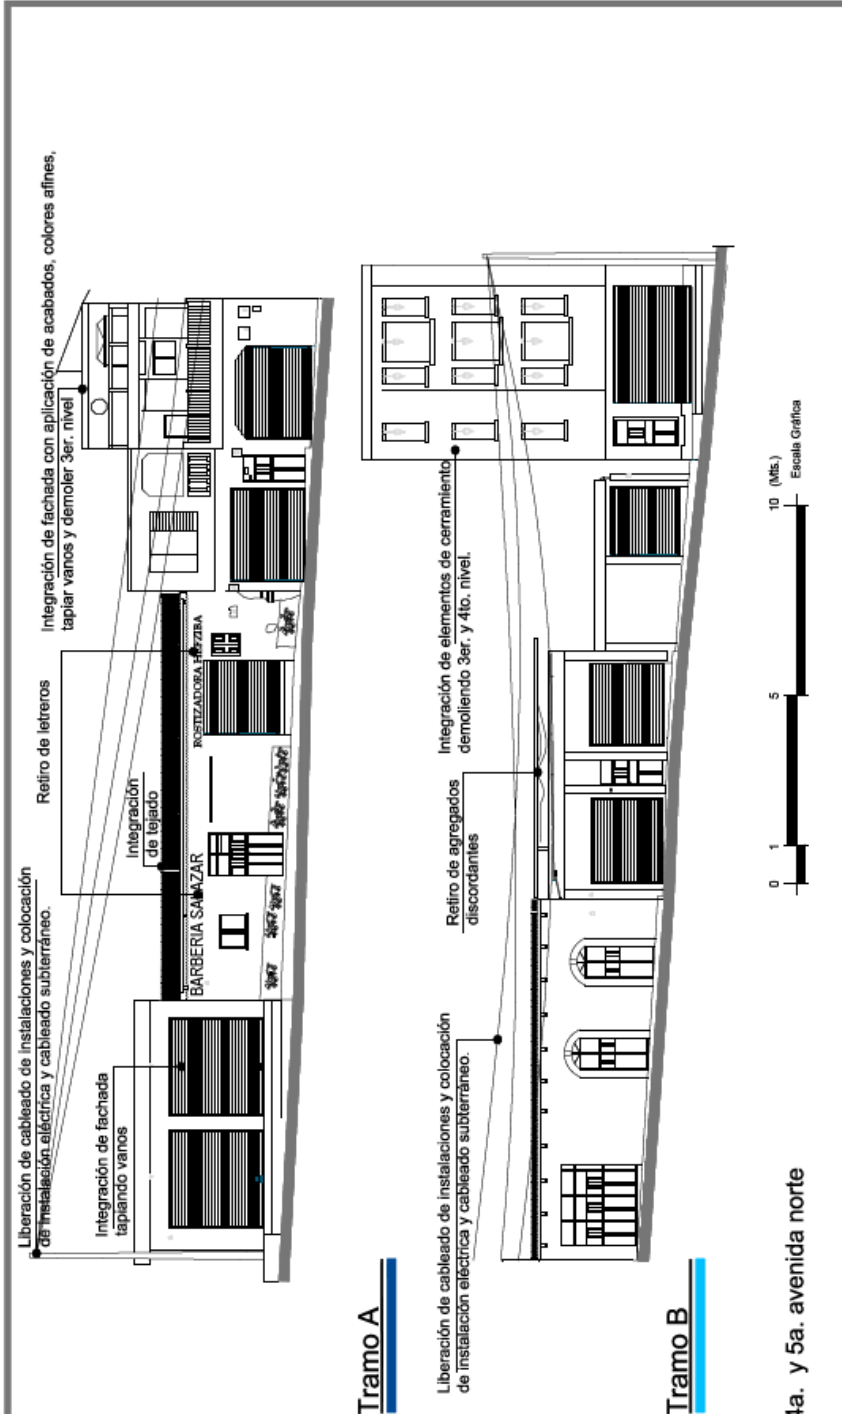 Liberación de cableado de instalaciones y colocación
de instalación eléctrica y cableado subterráneo.
Integración de fachada
tapiando vanos
Retiro de letreros
Integración
de tejado
Integración de fachada con aplicación de acabados, colores afines,
tapiar vanos y demoler 3er. nivel
BARBERIA SALAZAR
ROSTIZADORA HEFZIBA
Tramo A
Liberación de cableado de instalaciones y colocación
de instalación eléctrica y cableado subterráneo.
Retiro de agregados
discordantes
Integración de elementos de cerramiento
demoliendo 3er. y 4to. nivel.
Tramo B
0 1 5 10 (Mts.)
Escala Gráfica
4a. y 5a. avenida norte